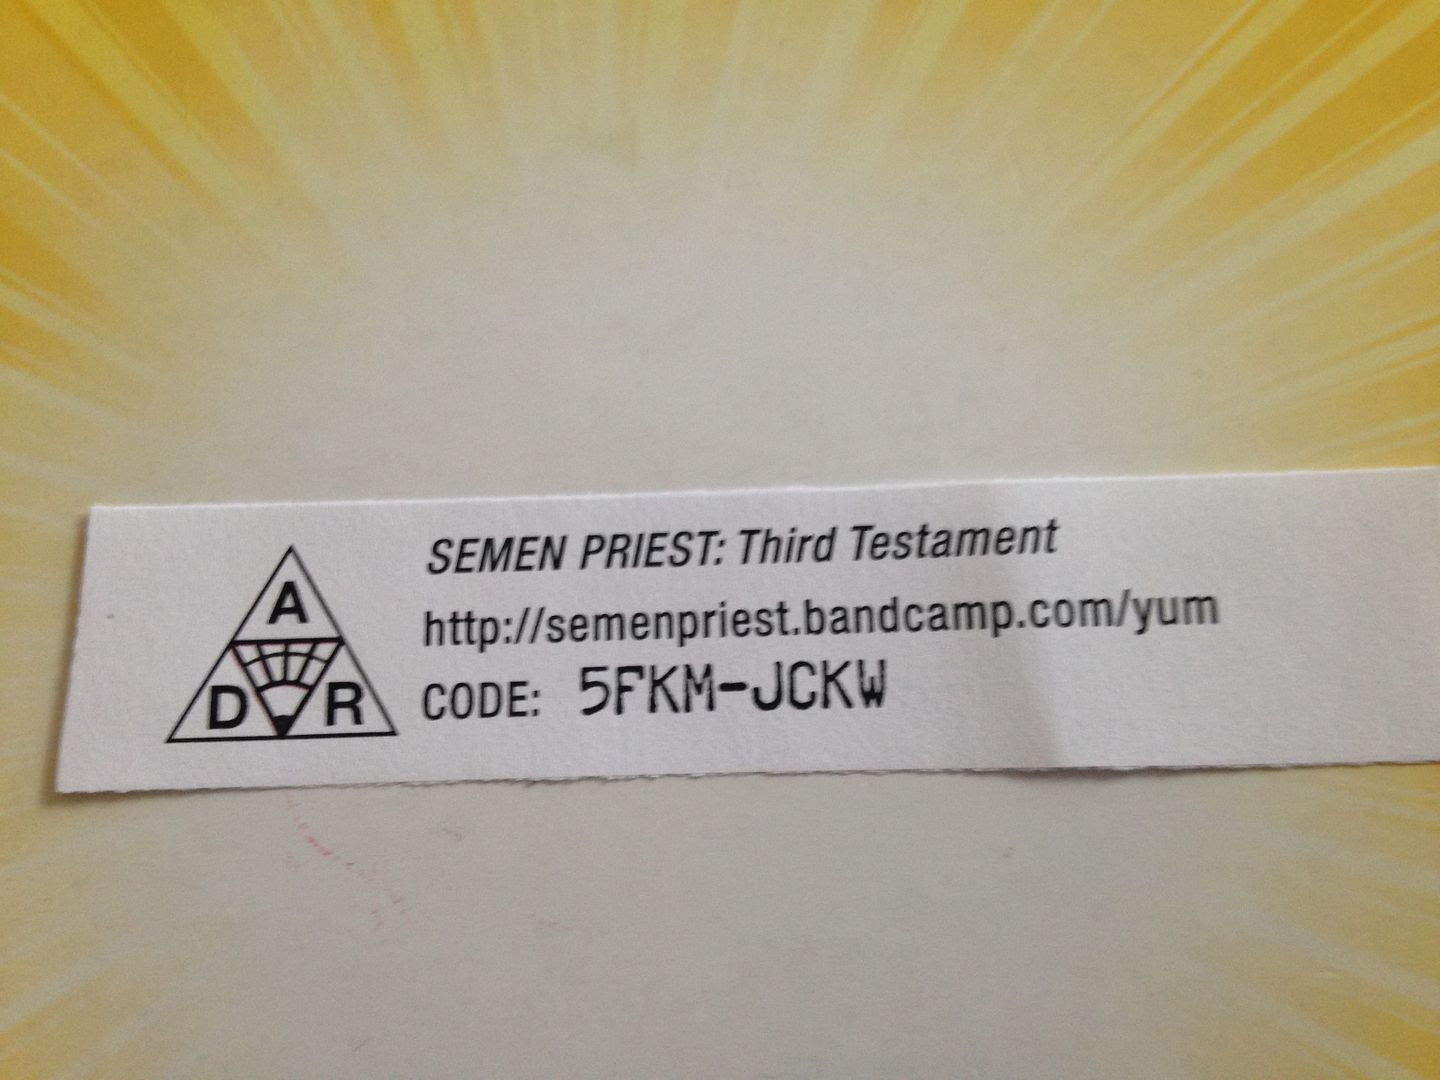 A
D R
SEMEN PRIEST: Third Testament
http://semenpriest.bandcamp.com/yum
CODE: 5FKM-JCKW